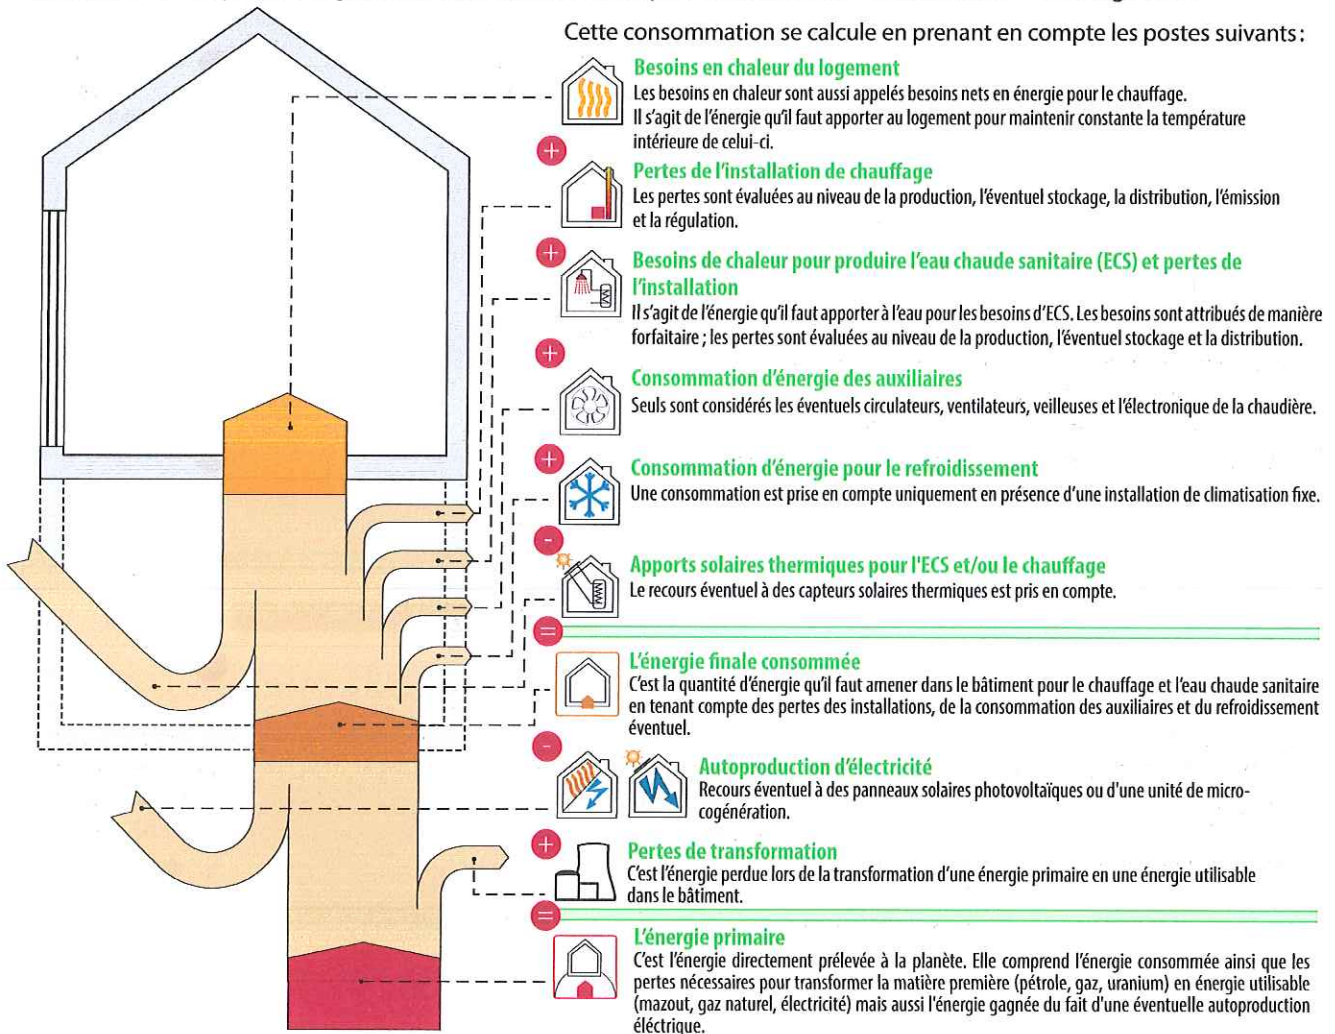 Cette consommation se calcule en prenant en compte les postes suivants :
Besoins en chaleur du logement
Les besoins en chaleur sont aussi appelés besoins nets en énergie pour le chauffage.
Il s'agit de l'énergie qu'il faut apporter au logement pour maintenir constante la température
intérieure de celui-ci.
+
Pertes de l'installation de chauffage
Les pertes sont évaluées au niveau de la production, l'éventuel stockage, la distribution, l'émission
et la régulation.
+
Besoins de chaleur pour produire l'eau chaude sanitaire (ECS) et pertes de
l'installation
Il s'agit de l'énergie qu'il faut apporter à l'eau pour les besoins d'ECS. Les besoins sont attribués de manière
forfaitaire ; les pertes sont évaluées au niveau de la production, l'éventuel stockage et la distribution.
+
Consommation d'énergie des auxiliaires
Seuls sont considérés les éventuels circulateurs, ventilateurs, veilleuses et l'électronique de la chaudière.
+
Consommation d'énergie pour le refroidissement
Une consommation est prise en compte uniquement en présence d'une installation de climatisation fixe.
-
Apports solaires thermiques pour l'ECS et/ou le chauffage
Le recours éventuel à des capteurs solaires thermiques est pris en compte.
=
L'énergie finale consommée
C'est la quantité d'énergie qu'il faut amener dans le bâtiment pour le chauffage et l'eau chaude sanitaire
en tenant compte des pertes des installations, de la consommation des auxiliaires et du refroidissement
éventuel.
-
Autoproduction d'électricité
Recours éventuel à des panneaux solaires photovoltaïques ou d'une unité de micro-
cogénération.
+
Pertes de transformation
C'est l'énergie perdue lors de la transformation d'une énergie primaire en une énergie utilisable
dans le bâtiment.
=
L'énergie primaire
C'est l'énergie directement prélevée à la planète. Elle comprend l'énergie consommée ainsi que les
pertes nécessaires pour transformer la matière première (pétrole, gaz, uranium) en énergie utilisable
(mazout, gaz naturel, électricité) mais aussi l'énergie gagnée du fait d'une éventuelle autoproduction
éléctrique.